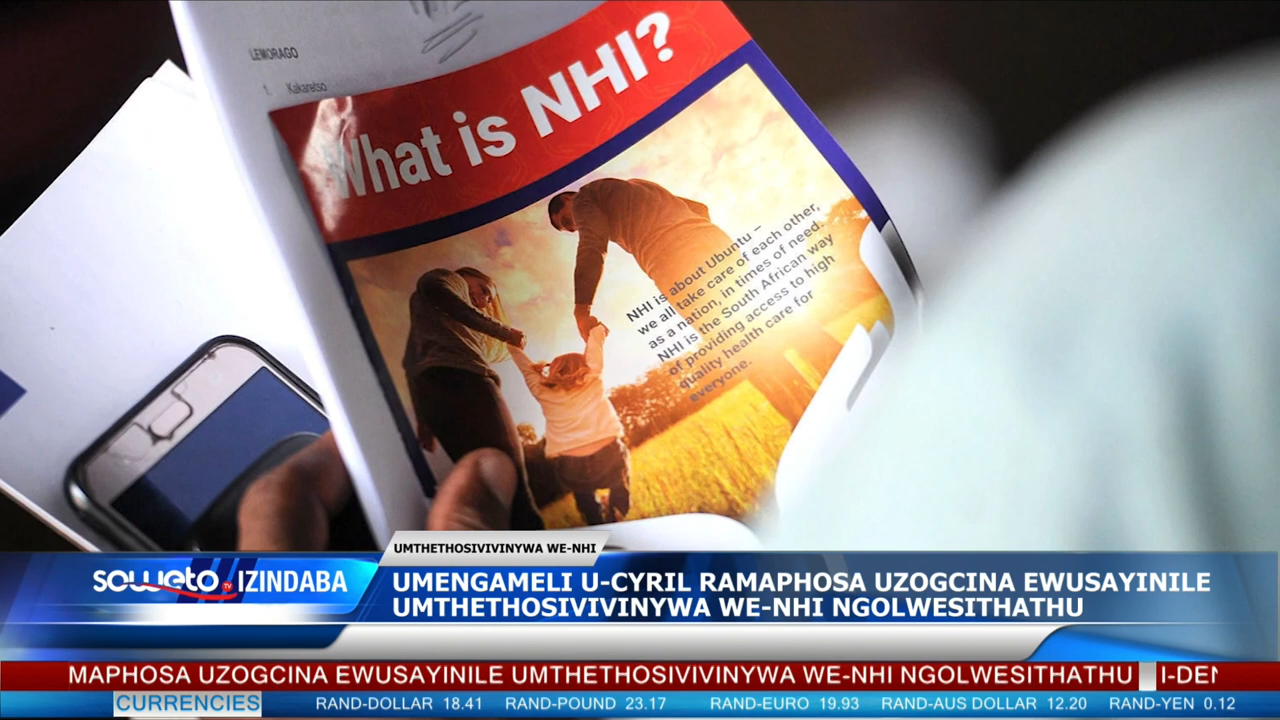 LEMORAGO
1. Kakaretso
What is NHI?
NHI is about Ubuntu –
we all take care of each other,
as a nation, in times of need.
NHI is the South African way
of providing access to high
quality health care for
everyone.
UMTHETHOSIVIVINYWA WE-NHI
soweto.TV IZINDABA
UMENGAMELI U-CYRIL RAMAPHOSA UZOGCINA EWUSAYINILE
UMTHETHOSIVIVINYWA WE-NHI NGOLWESITHATHU
MAPHOSA UZOGCINA EWUSAYINILE UMTHETHOSIVIVINYWA WE-NHI NGOLWESITHATHU I-DE
CURRENCIES RAND-DOLLAR 18.41 RAND-POUND 23.17 RAND-EURO 19.93 RAND-AUS DOLLAR 12.20 RAND-YEN 0.12